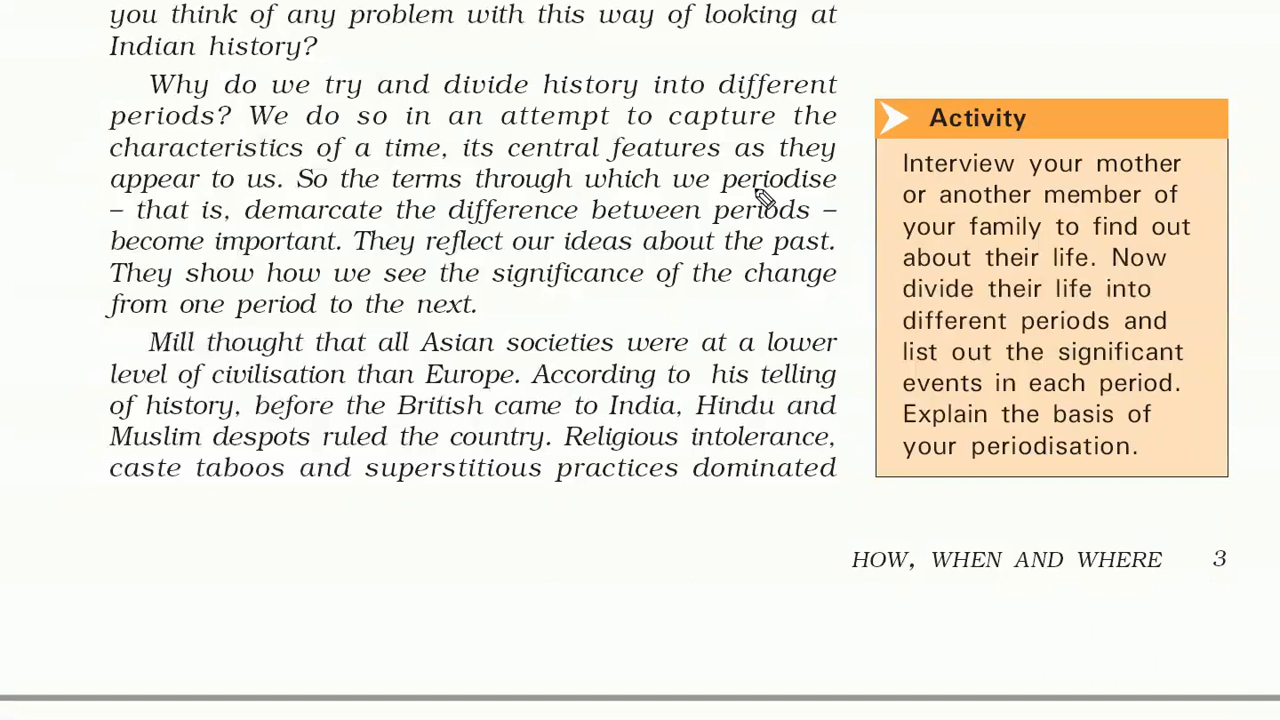 you think of any problem with this way of looking at
Indian history?
Why do we try and divide history into different
periods? We do so in an attempt to capture the
characteristics of a time, its central features as they
appear to us. So the terms through which we periodise
– that is, demarcate the difference between periods –
become important. They reflect our ideas about the past.
They show how we see the significance of the change
from one period to the next.
Mill thought that all Asian societies were at a lower
level of civilisation than Europe. According to his telling
of history, before the British came to India, Hindu and
Muslim despots ruled the country. Religious intolerance,
caste taboos and superstitious practices dominated
Activity
Interview your mother
or another member of
your family to find out
about their life. Now
divide their life into
different periods and
list out the significant
events in each period.
Explain the basis of
your periodisation.
HOW, WHEN AND WHERE 3